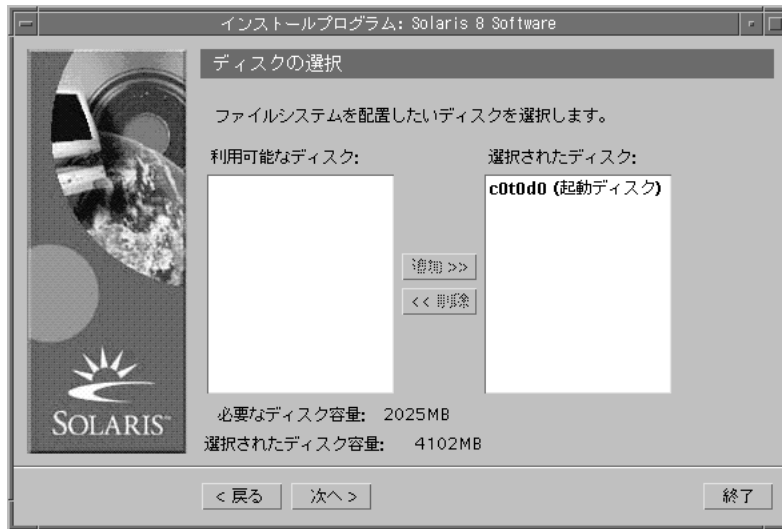 インストールプログラム: Solaris 8 Software
ディスクの選択
ファイルシステムを配置したいディスクを選択します。
利用可能なディスク: 選択されたディスク:
c0t0d0 (起動ディスク)
追加 >>
<< 削除
必要なディスク容量: 2025MB
選択されたディスク容量: 4102MB
SOLARIS™
< 戻る 次へ > 終了